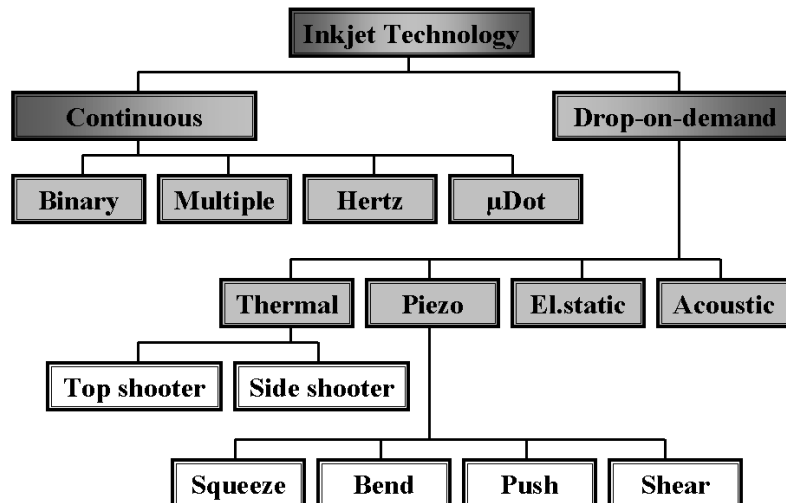 Inkjet Technology
Continuous
Drop-on-demand
Binary
Multiple
Hertz
µDot
Thermal
Piezo
El.static
Acoustic
Top shooter
Side shooter
Squeeze
Bend
Push
Shear